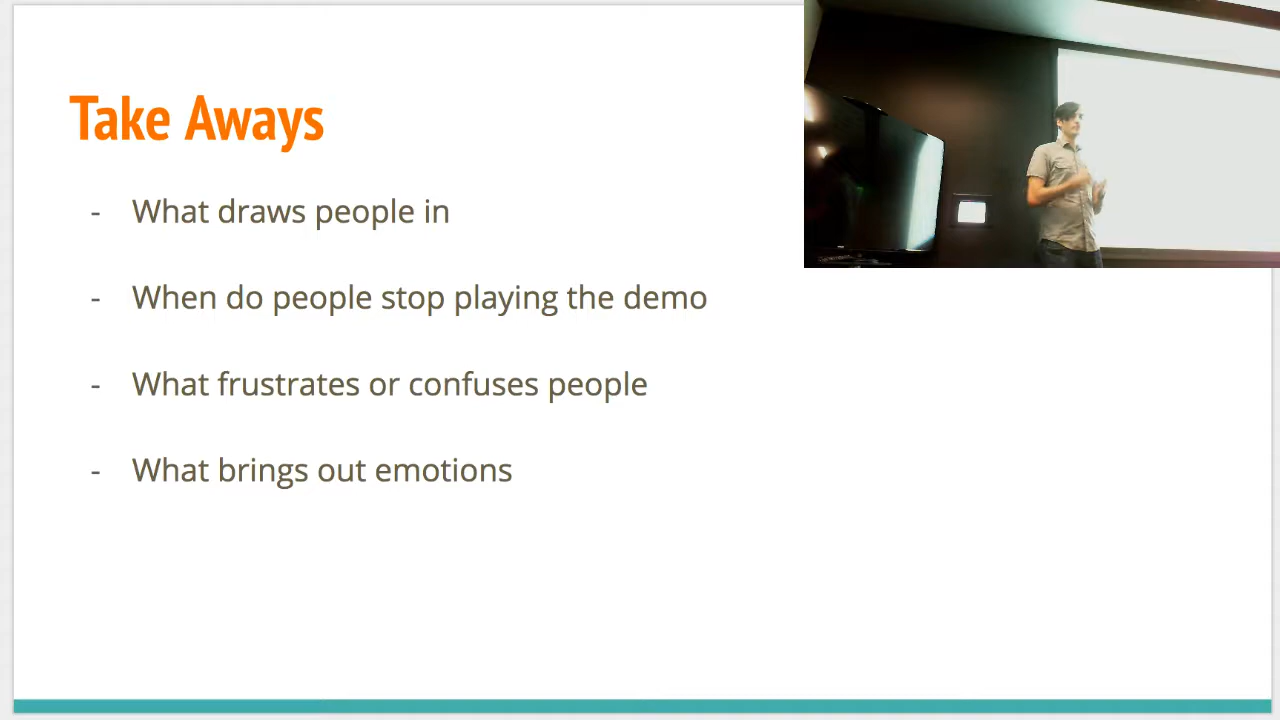 Take Aways
- What draws people in
- When do people stop playing the demo
- What frustrates or confuses people
- What brings out emotions